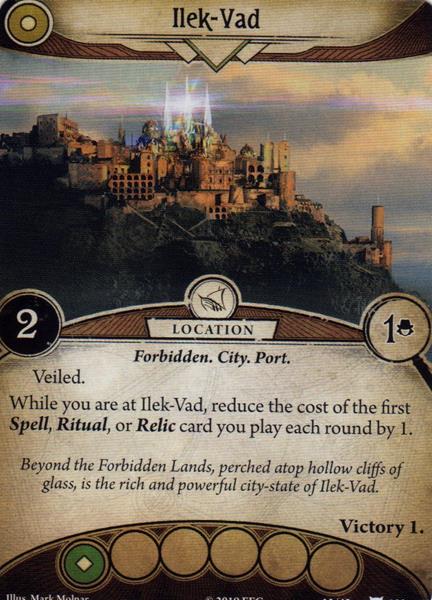 Ilek-Vad
2
LOCATION
1
Forbidden. City. Port.
Veiled.
While you are at Ilek-Vad, reduce the cost of the first
Spell, Ritual, or Relic card you play each round by 1.
Beyond the Forbidden Lands, perched atop hollow cliffs of
glass, is the rich and powerful city-state of Ilek-Vad.
Victory 1.
Illus. Mark Molnar
© 2019 FFG